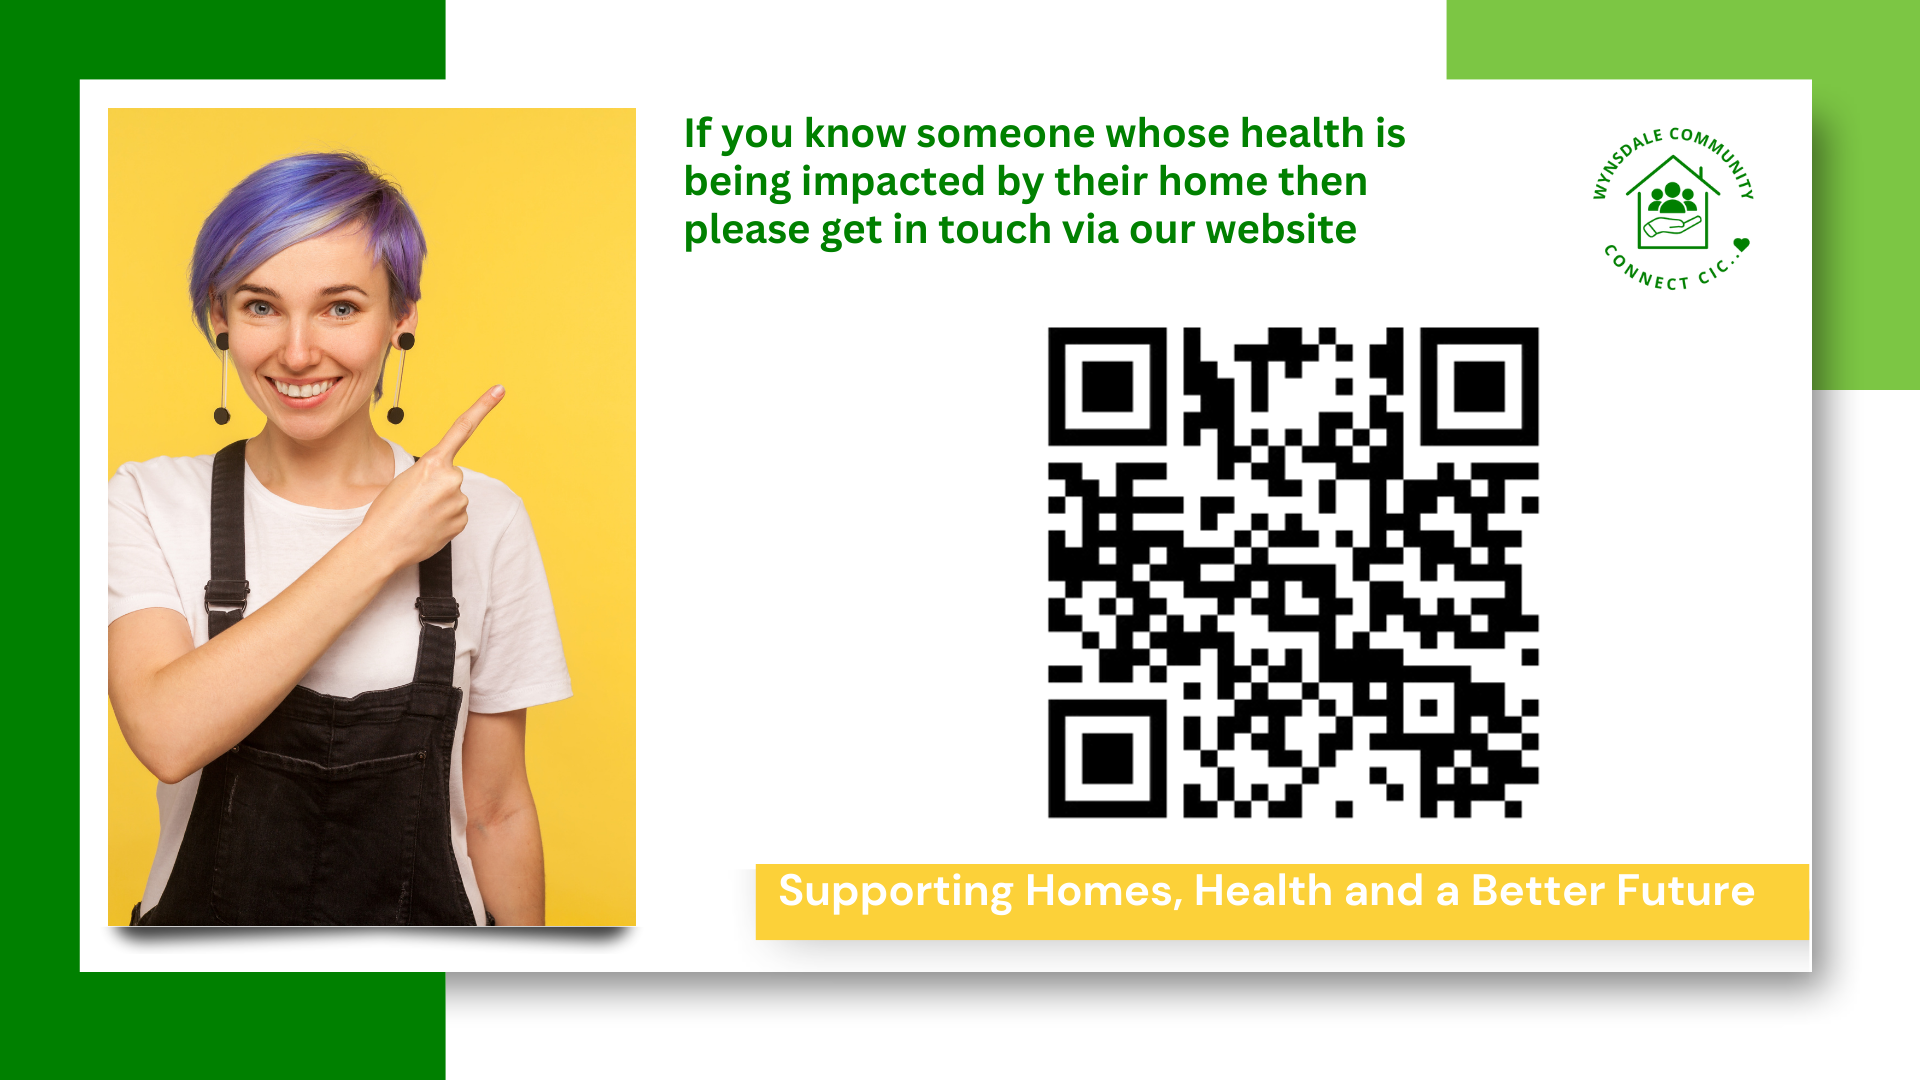 If you know someone whose health is
being impacted by their home then
please get in touch via our website
WYNSDALE COMMUNITY
CONNECT CIC..
Supporting Homes, Health and a Better Future